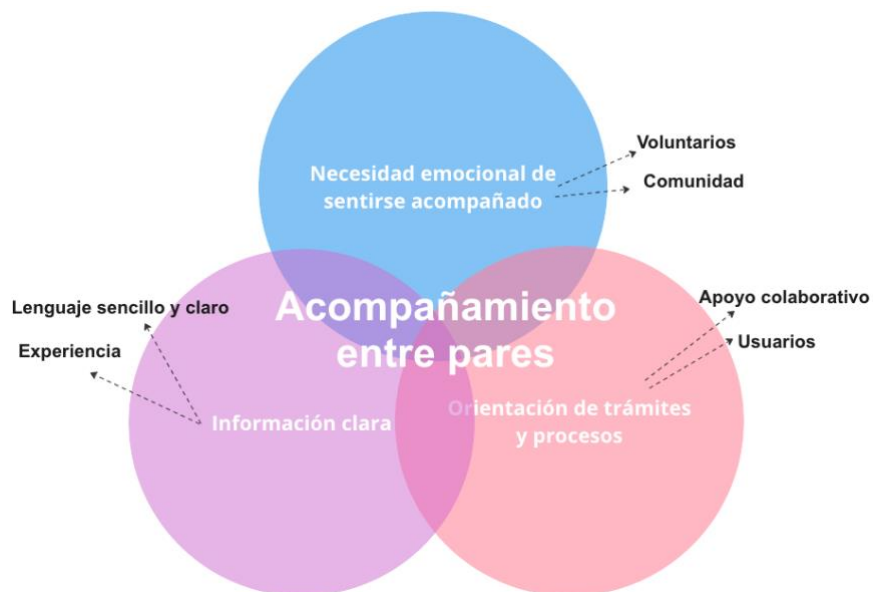 Necesidad emocional de
sentirse acompañado
Voluntarios
Comunidad
Acompañamiento
entre pares
Lenguaje sencillo y claro
Experiencia
Información clara
Apoyo colaborativo
Usuarios
Orientación de trámites
y procesos